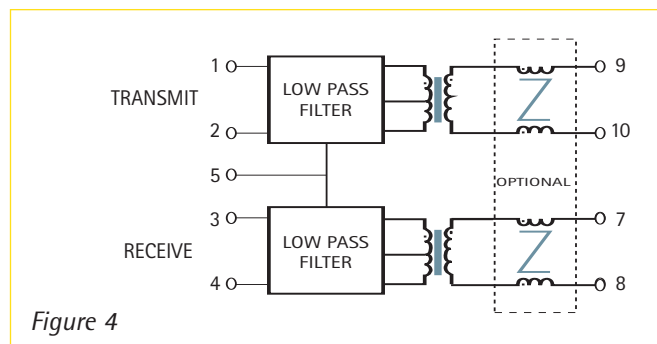 1
TRANSMIT
2
LOW PASS
FILTER
9
10
5
OPTIONAL
3
RECEIVE
4
LOW PASS
FILTER
7
8
Figure 4